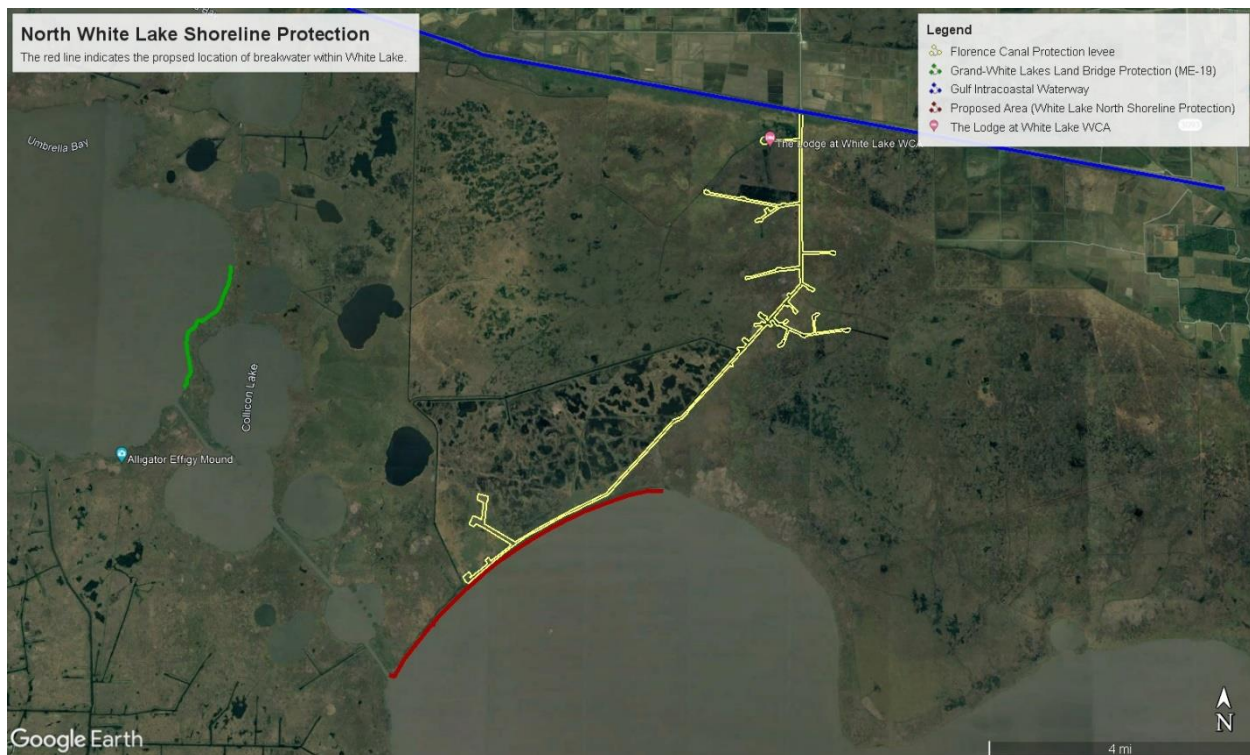 North White Lake Shoreline Protection
The red line indicates the propsed location of breakwater within White Lake.
Legend
Florence Canal Protection levee
Grand-White Lakes Land Bridge Protection (ME-19)
Gulf Intracoastal Waterway
Proposed Area (White Lake North Shoreline Protection)
The Lodge at White Lake WCA
Umbrella Bay
The Lodge at White Lake WCA
Collicon Lake
Alligator Effigy Mound
Google Earth
N
4 mi